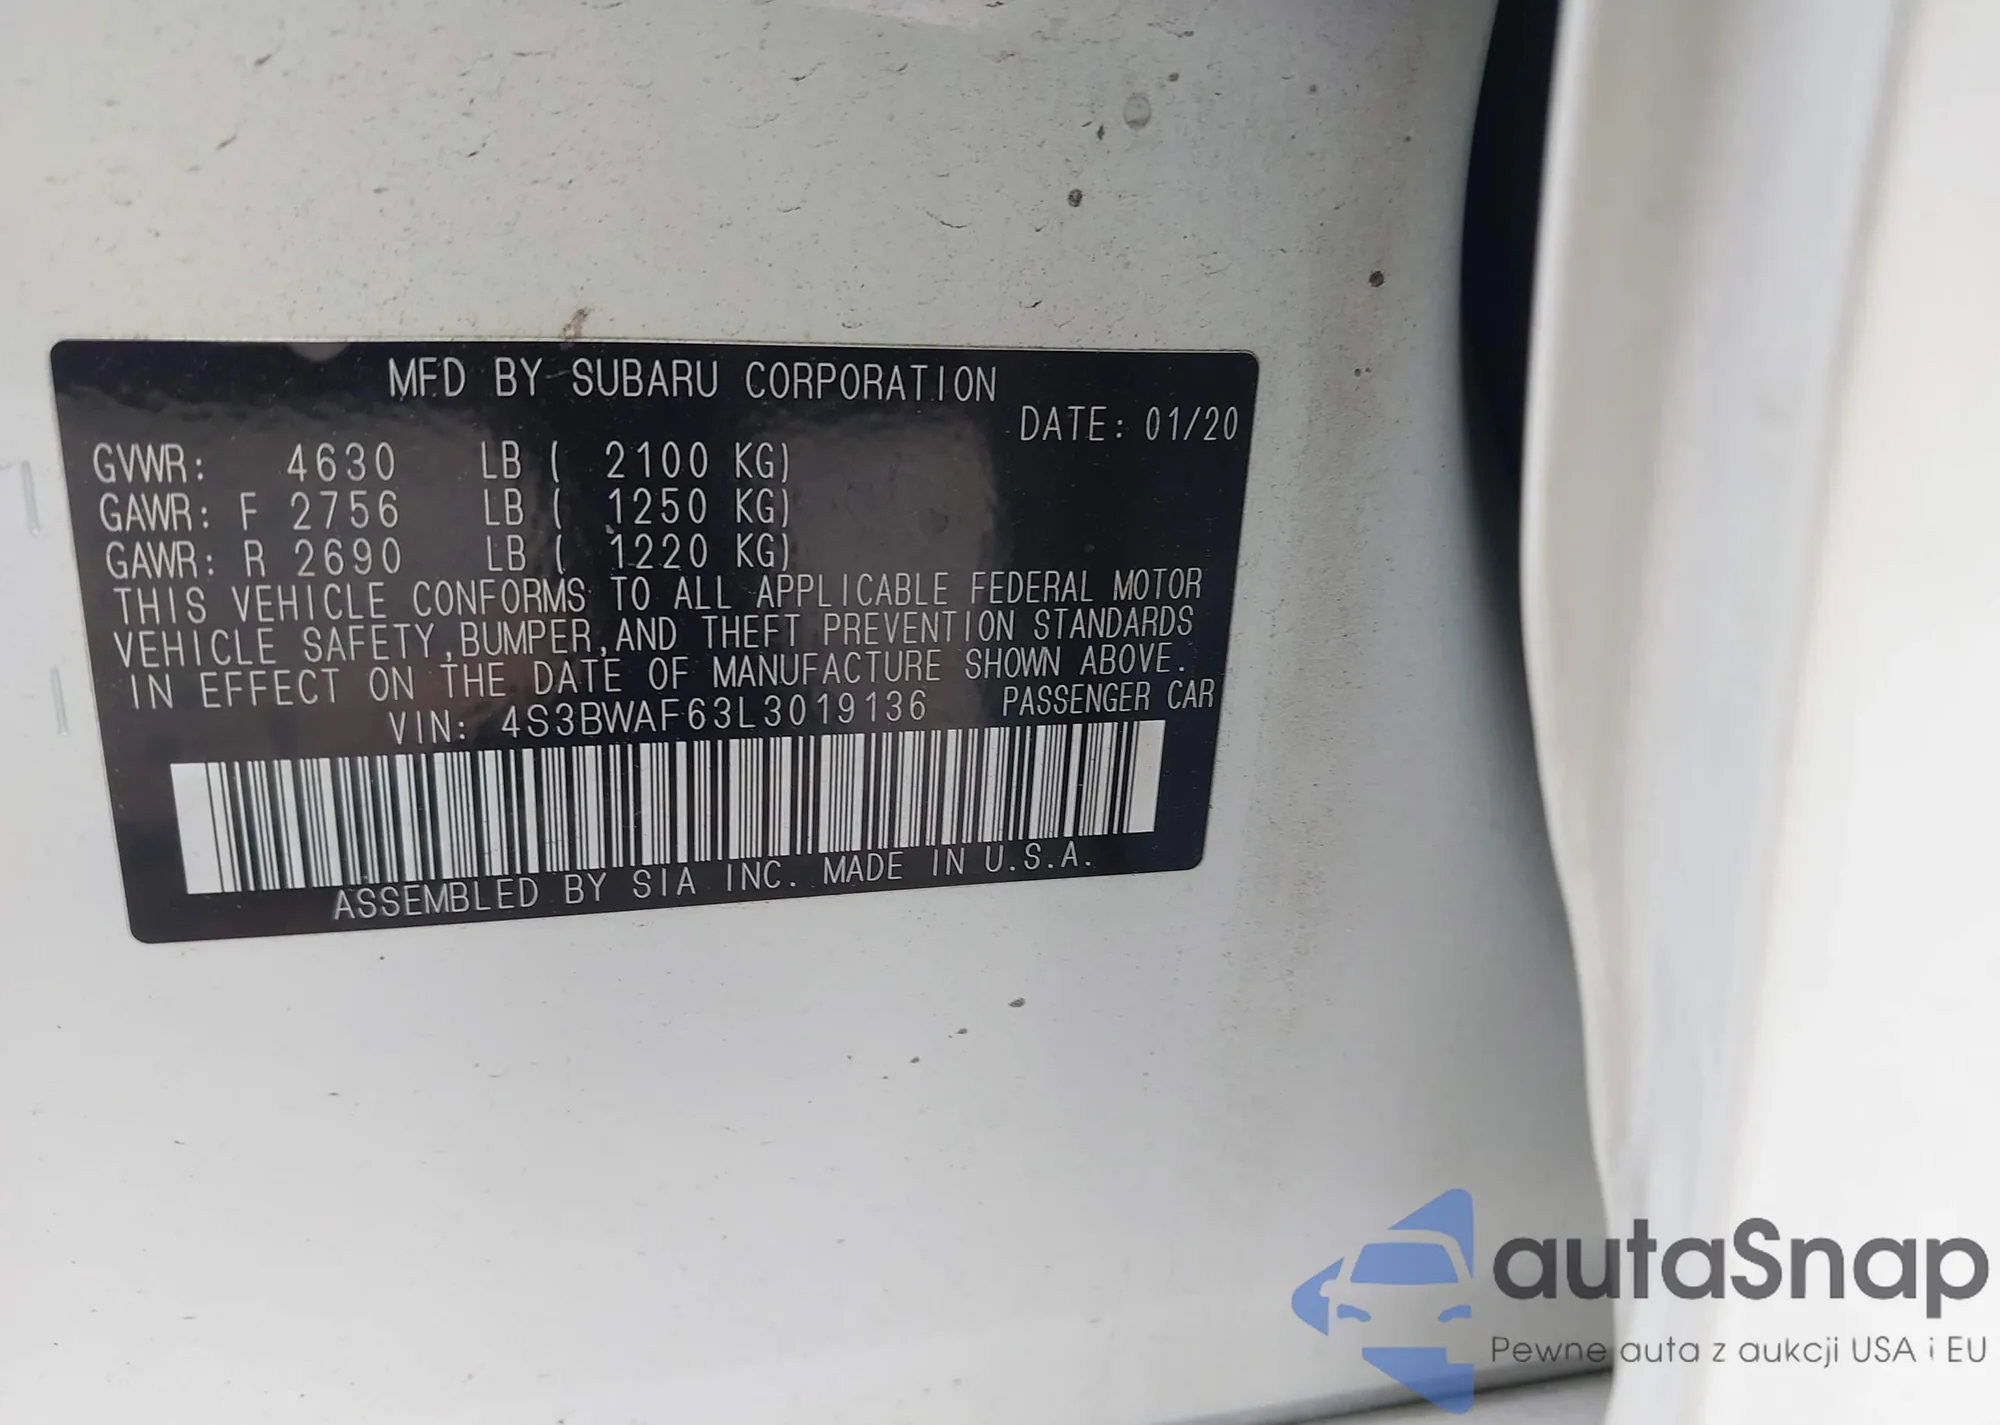 MFD BY SUBARU CORPORATION
DATE: 01/20
GVWR: 4630 LB ( 2100 KG)
GAWR: F 2756 LB ( 1250 KG)
GAWR: R 2690 LB ( 1220 KG)
THIS VEHICLE CONFORMS TO ALL APPLICABLE FEDERAL MOTOR
VEHICLE SAFETY,BUMPER,AND THEFT PREVENTION STANDARDS
IN EFFECT ON THE DATE OF MANUFACTURE SHOWN ABOVE.
VIN: 4S3BWAF63L3019136 PASSENGER CAR
ASSEMBLED BY SIA INC. MADE IN U.S.A.
autaSnap
Pewne auta z aukcji USA i EU